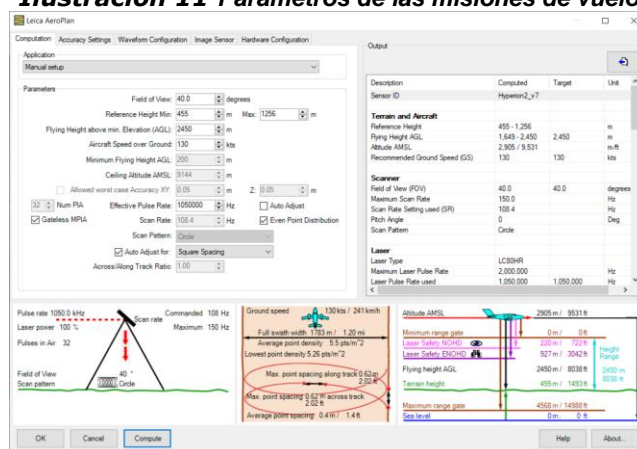 Ilustración 11 Parámetros de las misiones de vuelo
Leica AeroPlan
Computation Accuracy Settings Waveform Configuration Image Sensor Hardware Configuration
Application
Manual setup
Parameters
Field of View: 40.0 degrees
Reference Height Min: 455 m Max: 1256 m
Flying Height above min. Elevation (AGL): 2450 m
Aircraft Speed over Ground: 130 kts
Minimum Flying Height AGL: 200 m
Ceiling Altitude AMSL: 9144 m
Allowed worst case Accuracy XY: 0.05 m Z: 0.05 m
32 Num PIA Effective Pulse Rate: 1050000 Hz Auto Adjust
Gateless MPIA Scan Rate: 108.4 Hz Even Point Distribution
Scan Pattern: Circle
Auto Adjust for: Square Spacing
Across/Along Track Ratio: 1.00
Output
Description Computed Target Unit
Sensor ID Hyperion2_v7
Terrain and Aircraft
Reference Height 455 - 1,256 m
Flying Height AGL 1,649 - 2,450 2,450 m
Altitude AMSL 2,905 / 9,531 m/ft
Recommended Ground Speed (GS) 130 130 kts
Scanner
Field of View (FOV) 40.0 40.0 degrees
Maximum Scan Rate 150.0 Hz
Scan Rate Setting used (SR) 108.4 Hz
Pitch Angle 0 Deg
Scan Pattern Circle
Laser
Laser Type LC80HR
Maximum Laser Pulse Rate 2,000,000 Hz
Laser Pulse Rate used 1,050,000 1,050,000 Hz
Pulse rate 1050.0 kHz
Laser power 100 %
Pulses in Air 32
Scan rate
Commanded 108 Hz
Maximum 150 Hz
Field of View 40 °
Scan pattern Circle
Ground speed 130 kts / 241 km/h
Full swath width 1783 m / 1.20 mi
Average point density 5.5 pts/m^2
Lowest point density 5.26 pts/m^2
Max. point spacing along track 0.62 m
2.02 ft
Max. point spacing 0.62 m across track
2.02 ft
Average point spacing 0.4 m / 1.4 ft
Altitude AMSL 2905 m / 9531 ft
Minimum range gate 0 m / 0 ft
Laser Safety NOHD 220 m / 722 ft
Laser Safety ENOHD 927 m / 3042 ft
Height
Range
Flying height AGL 2450 m / 8038 ft
2450 m
8038 ft
Terrain height 455 m / 1493 ft
Maximum range gate 4568 m / 14988 ft
Sea level 0 m / 0 ft
OK Cancel Compute Help About...